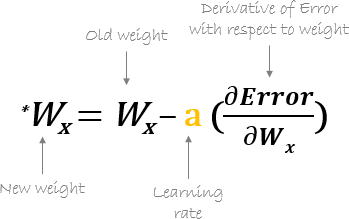 Old weight
Derivative of Error
with respect to weight
*Wₓ = Wₓ – a (∂Error / ∂Wₓ)
New weight
Learning
rate